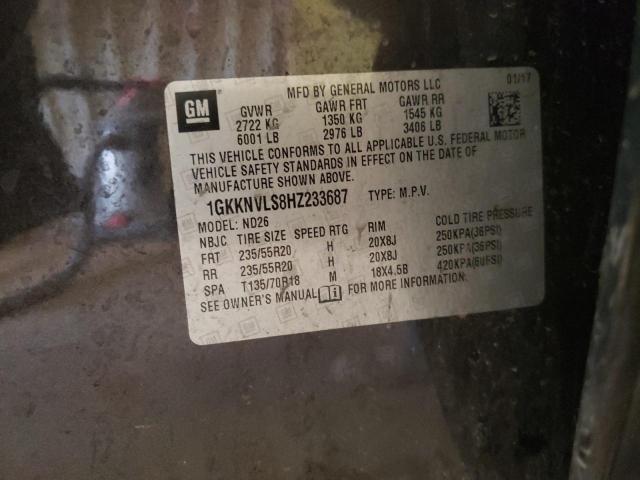 MFD BY GENERAL MOTORS LLC 01/17
GM
GVWR GAWR FRT GAWR RR
2722 KG 1350 KG 1545 KG
6001 LB 2976 LB 3406 LB
THIS VEHICLE CONFORMS TO ALL APPLICABLE U.S. FEDERAL MOTOR
VEHICLE SAFETY STANDARDS IN EFFECT ON THE DATE OF
MANUFACTURE SHOWN ABOVE.
1GKKNVLS8HZ233687 TYPE: M.P.V.
MODEL: ND26
NBJC TIRE SIZE SPEED RTG RIM COLD TIRE PRESSURE
FRT 235/55R20 H 20X8J 250KPA(36PSI)
RR 235/55R20 H 20X8J 250KPA(36PSI)
SPA T135/70R18 M 18X4.5B 420KPA(60PSI)
SEE OWNER'S MANUAL FOR MORE INFORMATION.